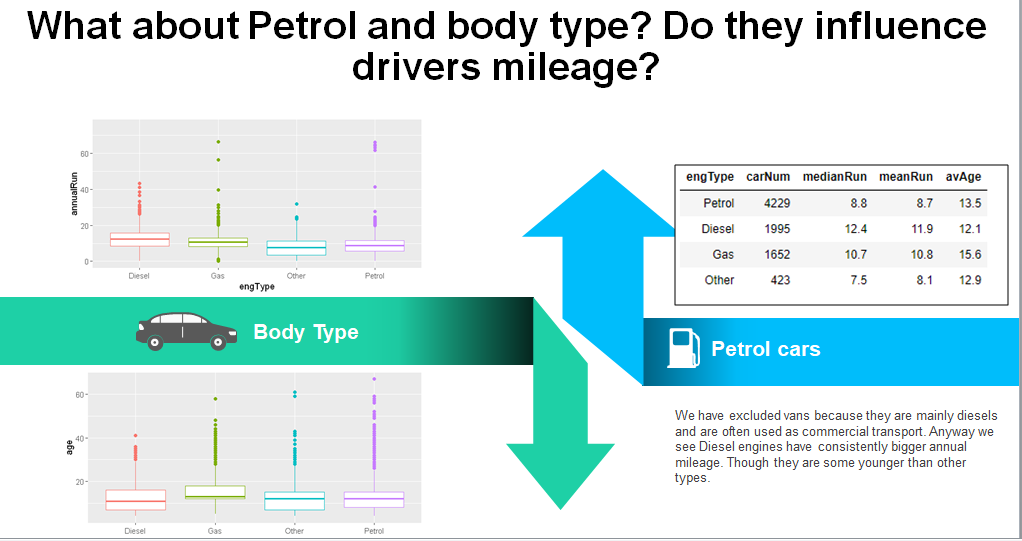 What about Petrol and body type? Do they influence
drivers mileage?
annualRun
60
40
20
0
Diesel Gas Other Petrol
engType
engType carNum medianRun meanRun avAge
Petrol 4229 8.8 8.7 13.5
Diesel 1995 12.4 11.9 12.1
Gas 1652 10.7 10.8 15.6
Other 423 7.5 8.1 12.9
Body Type
Petrol cars
age
60
40
20
Diesel Gas Other Petrol
We have excluded vans because they are mainly diesels
and are often used as commercial transport. Anyway we
see Diesel engines have consistently bigger annual
mileage. Though they are some younger than other
types.